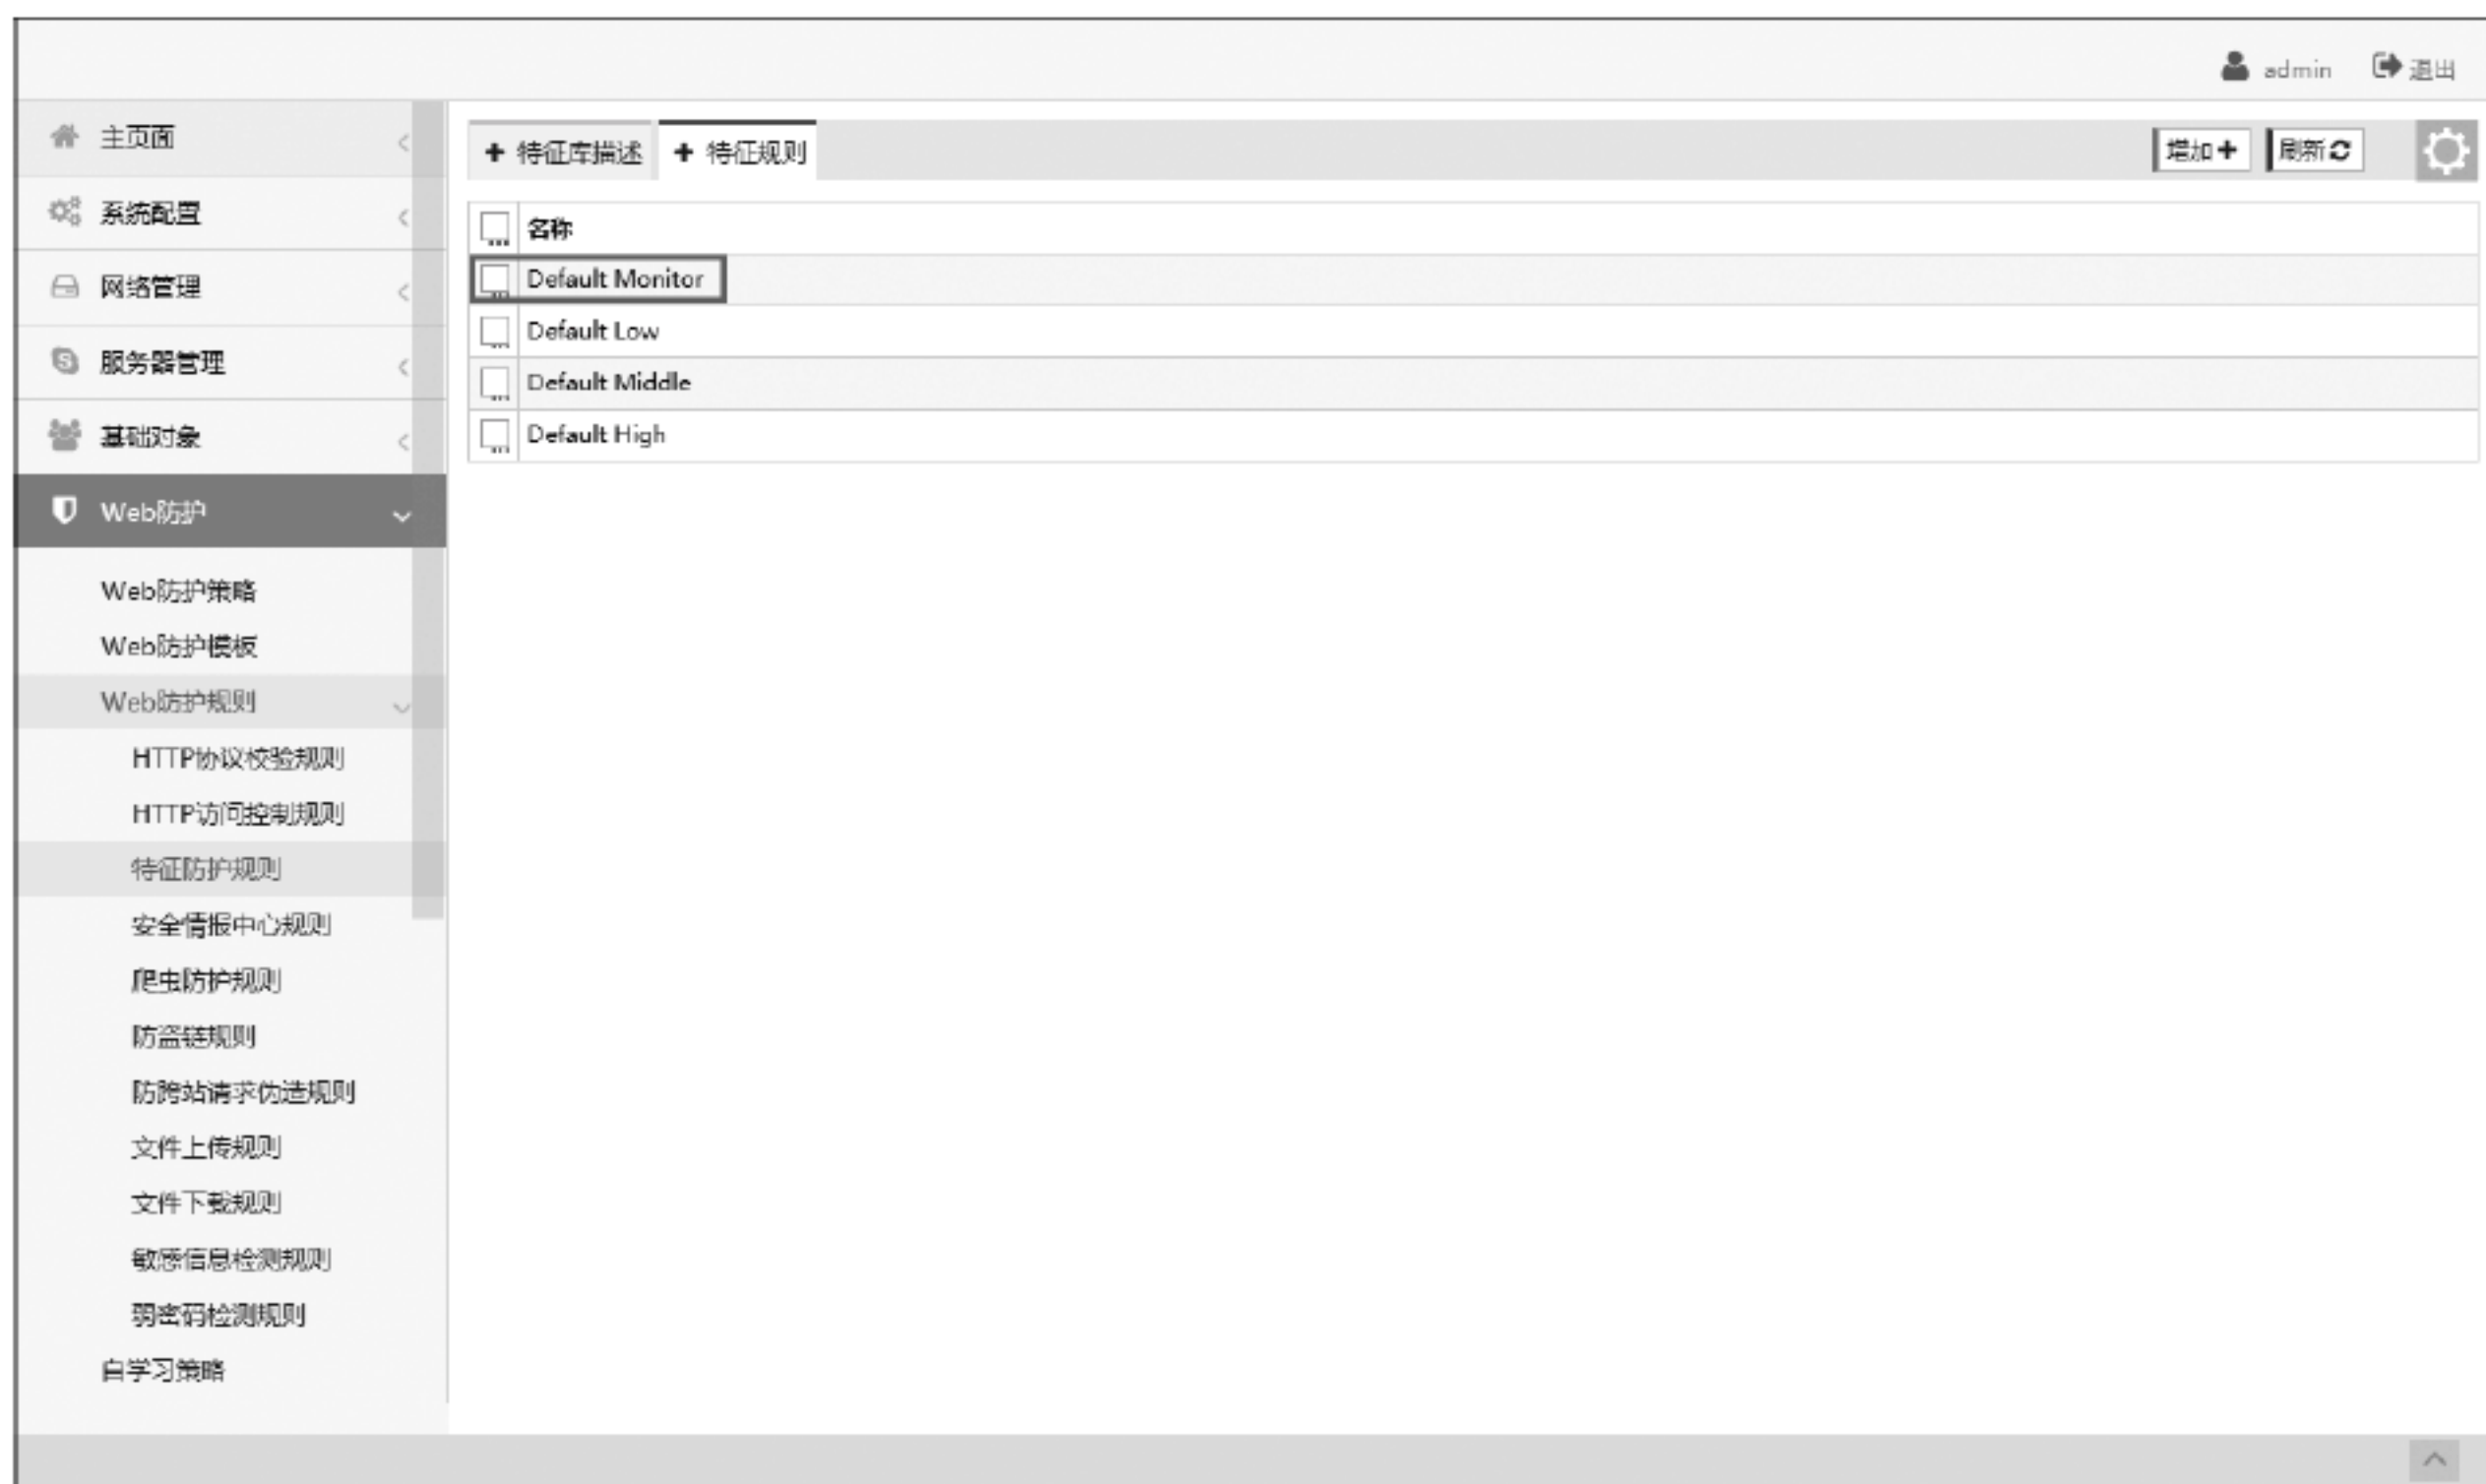 admin 退出
主页面
系统配置
网络管理
服务器管理
基础对象
Web防护
Web防护策略
Web防护模板
Web防护规则
HTTP协议校验规则
HTTP访问控制规则
特征防护规则
安全情报中心规则
爬虫防护规则
防盗链规则
防跨站请求伪造规则
文件上传规则
文件下载规则
敏感信息检测规则
弱密码检测规则
自学习策略
+ 特征库描述 + 特征规则 增加+ 刷新
名称
Default Monitor
Default Low
Default Middle
Default High